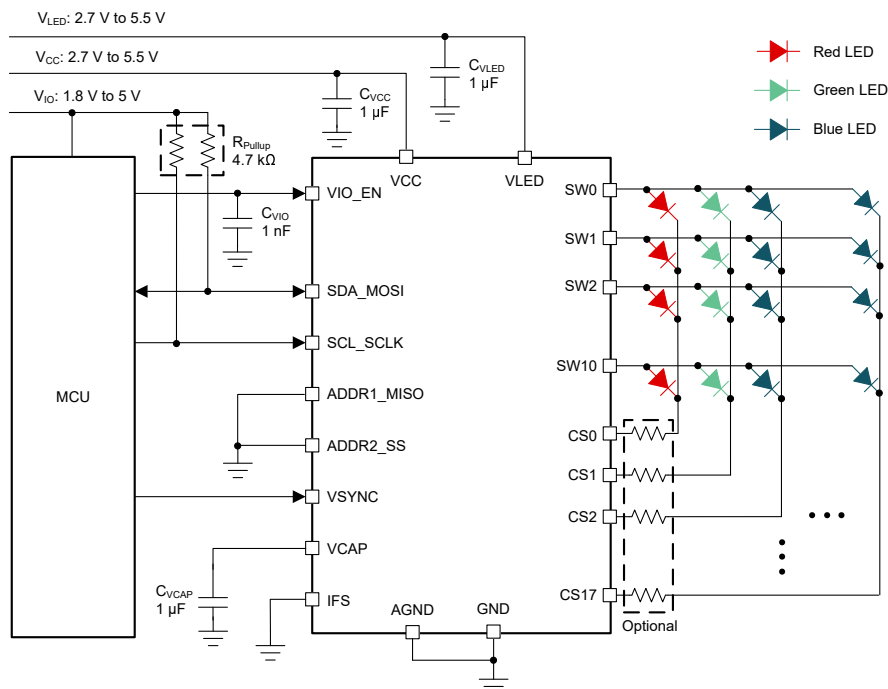 VLED: 2.7 V to 5.5 V
VCC: 2.7 V to 5.5 V
VIO: 1.8 V to 5 V
CVLED
1 µF
CVCC
1 µF
RPullup
4.7 kΩ
CVIO
1 nF
Red LED
Green LED
Blue LED
MCU
VCC
VLED
VIO_EN
SDA_MOSI
SCL_SCLK
ADDR1_MISO
ADDR2_SS
VSYNC
VCAP
IFS
CVCAP
1 µF
AGND
GND
SW0
SW1
SW2
SW10
CS0
CS1
CS2
CS17
Optional